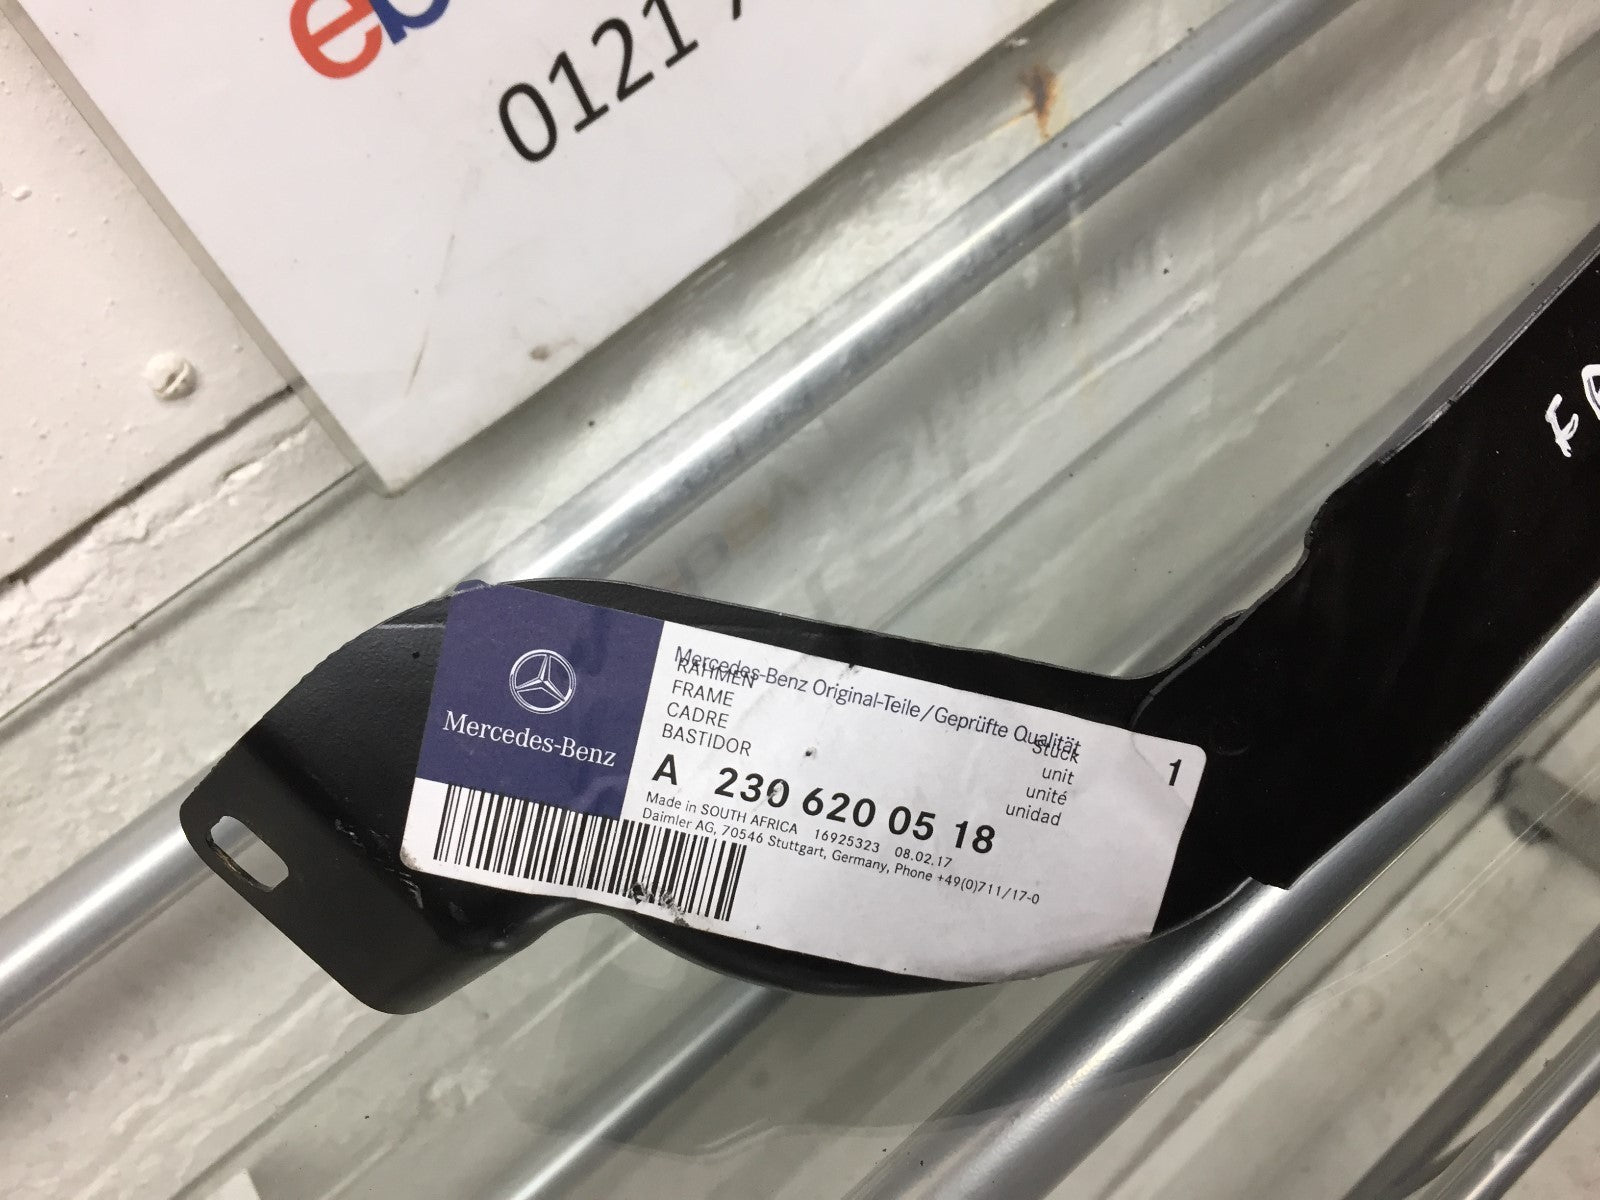 eb
0121
Mercedes-Benz
Mercedes-Benz Original-Teile/Geprüfte Qualität
RAHMEN
FRAME
CADRE
BASTIDOR
Stück
unit
unité
unidad
1
A 230 620 05 18
Made in SOUTH AFRICA 16925323 08.02.17
Daimler AG, 70546 Stuttgart, Germany, Phone +49(0)711/17-0